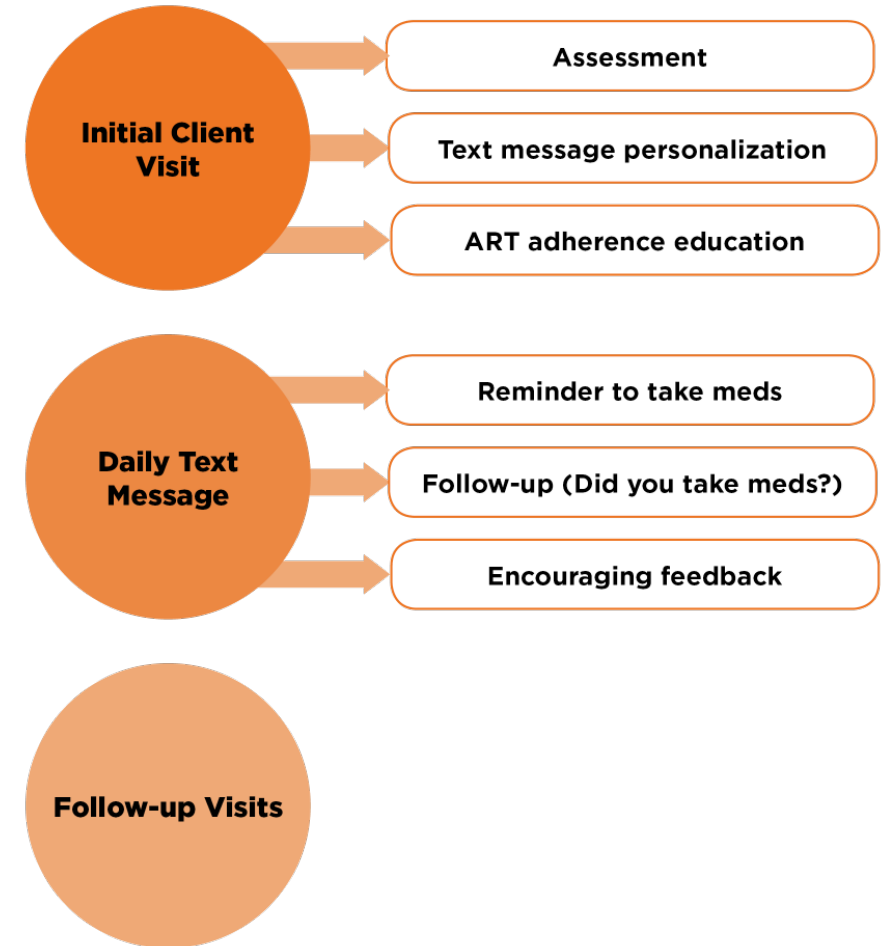 Initial Client
Visit
Assessment
Text message personalization
ART adherence education
Daily Text
Message
Reminder to take meds
Follow-up (Did you take meds?)
Encouraging feedback
Follow-up Visits